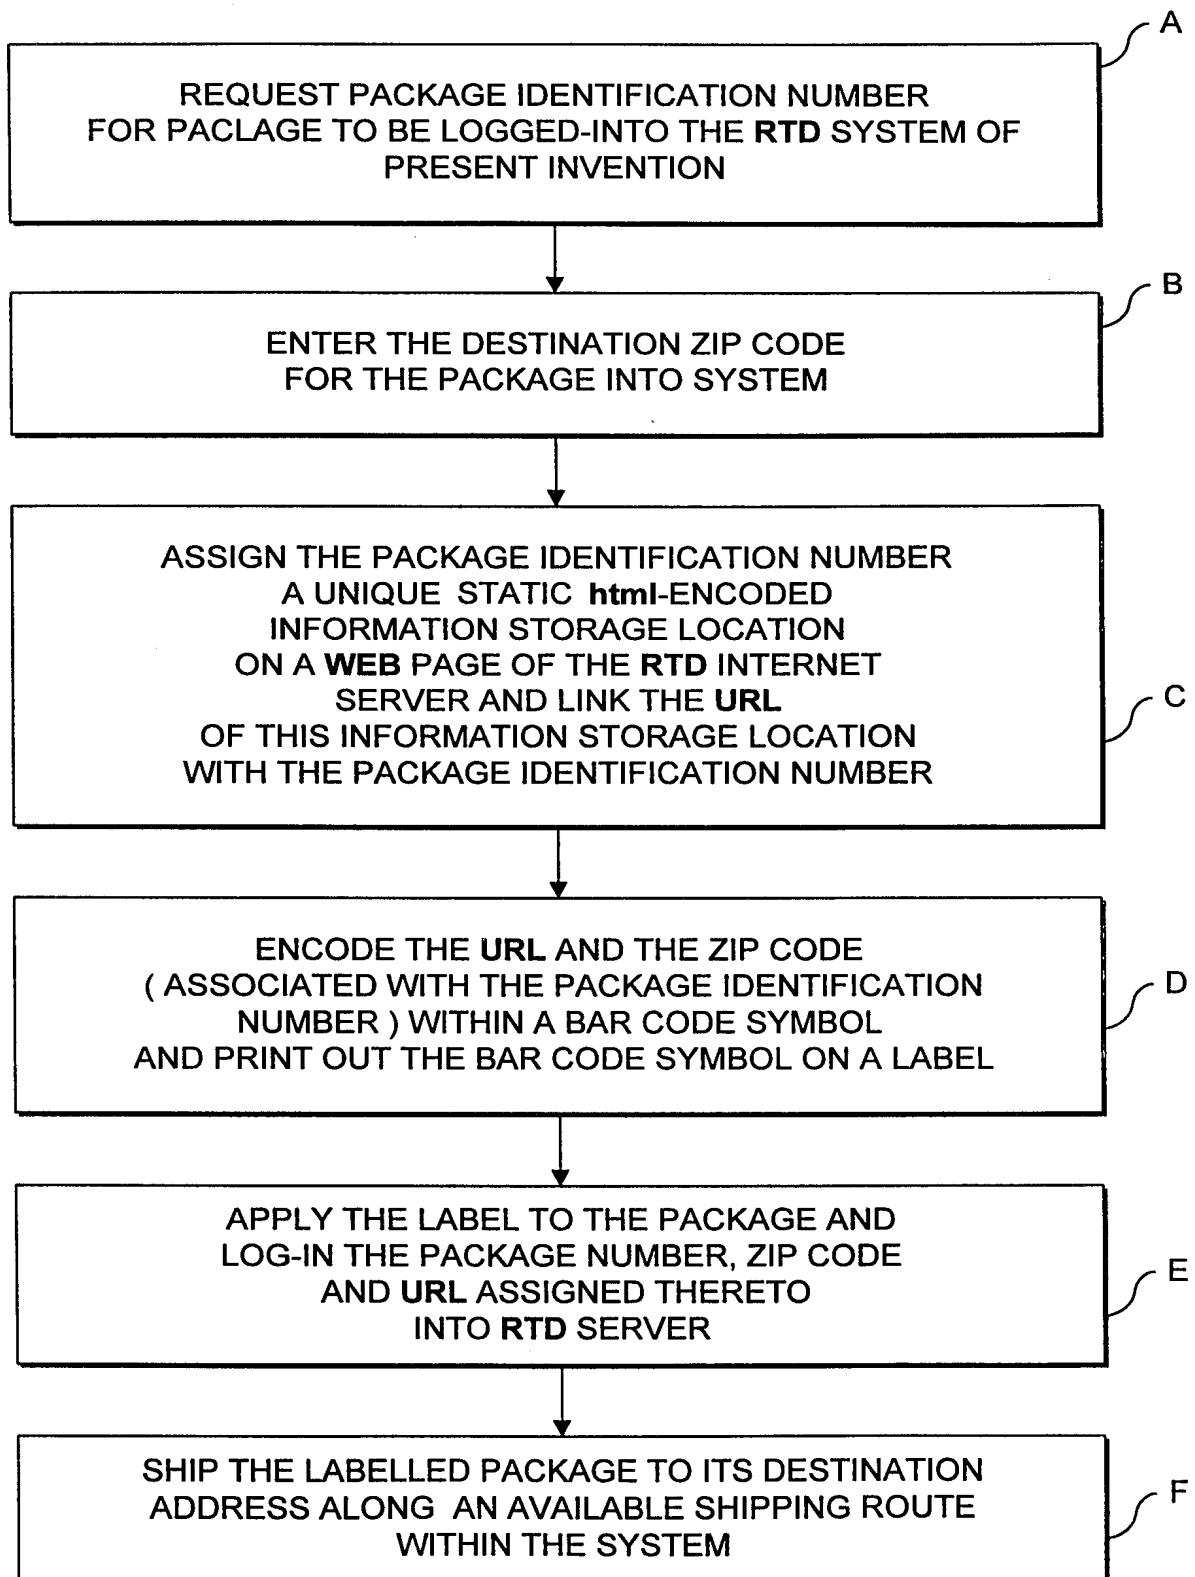 A
REQUEST PACKAGE IDENTIFICATION NUMBER
FOR PACLAGE TO BE LOGGED-INTO THE RTD SYSTEM OF
PRESENT INVENTION
B
ENTER THE DESTINATION ZIP CODE
FOR THE PACKAGE INTO SYSTEM
ASSIGN THE PACKAGE IDENTIFICATION NUMBER
A UNIQUE STATIC html-ENCODED
INFORMATION STORAGE LOCATION
ON A WEB PAGE OF THE RTD INTERNET
SERVER AND LINK THE URL
OF THIS INFORMATION STORAGE LOCATION
WITH THE PACKAGE IDENTIFICATION NUMBER
C
ENCODE THE URL AND THE ZIP CODE
( ASSOCIATED WITH THE PACKAGE IDENTIFICATION
NUMBER ) WITHIN A BAR CODE SYMBOL
AND PRINT OUT THE BAR CODE SYMBOL ON A LABEL
D
APPLY THE LABEL TO THE PACKAGE AND
LOG-IN THE PACKAGE NUMBER, ZIP CODE
AND URL ASSIGNED THERETO
INTO RTD SERVER
E
SHIP THE LABELLED PACKAGE TO ITS DESTINATION
ADDRESS ALONG AN AVAILABLE SHIPPING ROUTE
WITHIN THE SYSTEM
F